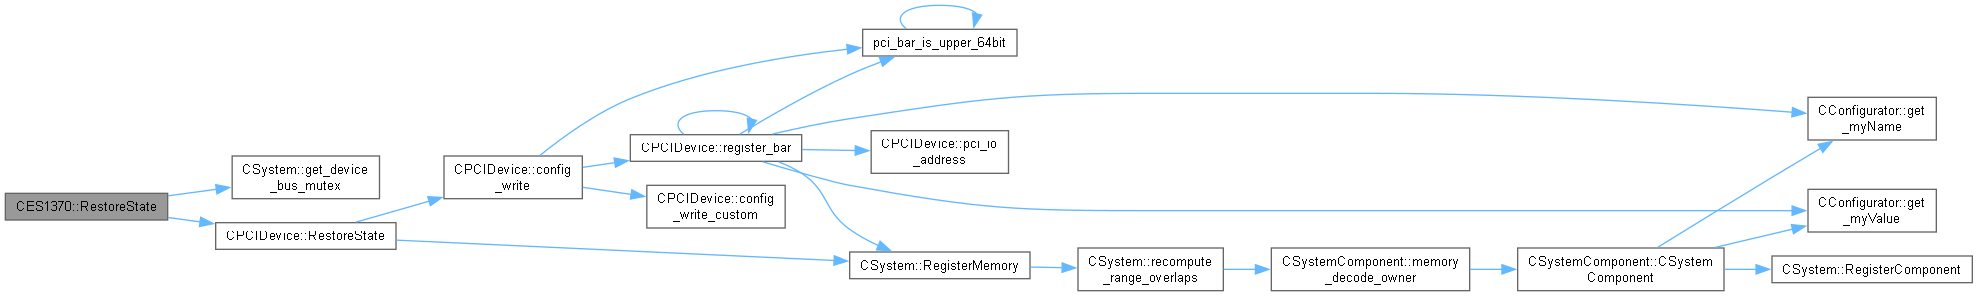 CES1370::RestoreState
CSystem::get_device
_bus_mutex
CPCIDevice::RestoreState
CPCIDevice::config
_write
pci_bar_is_upper_64bit
CPCIDevice::register_bar
CPCIDevice::config
_write_custom
CPCIDevice::pci_io
_address
CSystem::RegisterMemory
CSystem::recompute
_range_overlaps
CSystemComponent::memory
_decode_owner
CSystemComponent::CSystem
Component
CConfigurator::get
_myName
CConfigurator::get
_myValue
CSystem::RegisterComponent